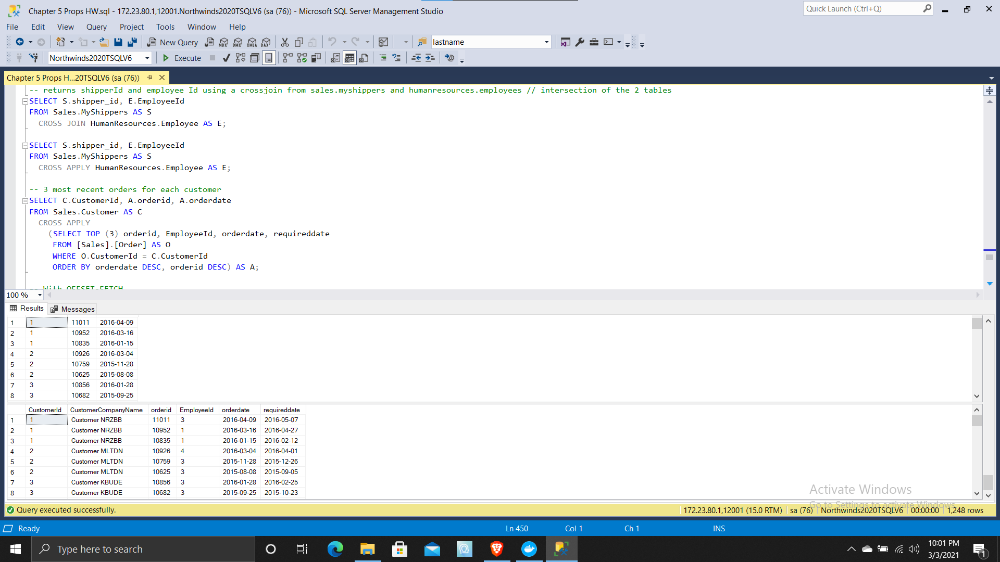 Chapter 5 Props HW.sql - 172.23.80.1,12001.Northwinds2020TSQLV6 (sa (76)) - Microsoft SQL Server Management Studio
Quick Launch (Ctrl+Q)
File Edit View Query Project Tools Window Help
New Query MDX DMX XMLA DAX lastname
Northwinds2020TSQLV6 Execute
Chapter 5 Props H...20TSQLV6 (sa (76))
-- returns shipperId and employee Id using a crossjoin from sales.myshippers and humanresources.employees // intersection of the 2 tables
SELECT S.shipper_id, E.EmployeeId
FROM Sales.MyShippers AS S
CROSS JOIN HumanResources.Employee AS E;
SELECT S.shipper_id, E.EmployeeId
FROM Sales.MyShippers AS S
CROSS APPLY HumanResources.Employee AS E;
-- 3 most recent orders for each customer
SELECT C.CustomerId, A.orderid, A.orderdate
FROM Sales.Customer AS C
CROSS APPLY
(SELECT TOP (3) orderid, EmployeeId, orderdate, requireddate
FROM [Sales].[Order] AS O
WHERE O.CustomerId = C.CustomerId
ORDER BY orderdate DESC, orderid DESC) AS A;
-- With OFFSET-FETCH
100 %
Results Messages
1 1 11011 2016-04-09
2 1 10952 2016-03-16
3 1 10835 2016-01-15
4 2 10926 2016-03-04
5 2 10759 2015-11-28
6 2 10625 2015-08-08
7 3 10856 2016-01-28
8 3 10682 2015-09-25
CustomerId CustomerCompanyName orderid EmployeeId orderdate requireddate
1 1 Customer NRZBB 11011 3 2016-04-09 2016-05-07
2 1 Customer NRZBB 10952 1 2016-03-16 2016-04-27
3 1 Customer NRZBB 10835 1 2016-01-15 2016-02-12
4 2 Customer MLTDN 10926 4 2016-03-04 2016-04-01
5 2 Customer MLTDN 10759 3 2015-11-28 2015-12-26
6 2 Customer MLTDN 10625 3 2015-08-08 2015-09-05
7 3 Customer KBUDE 10856 3 2016-01-28 2016-02-25
8 3 Customer KBUDE 10682 3 2015-09-25 2015-10-23
Activate Windows
Go to Settings to activate Windows.
Query executed successfully. 172.23.80.1,12001 (15.0 RTM) sa (76) Northwinds2020TSQLV6 00:00:00 1,248 rows
Ready Ln 450 Col 1 Ch 1 INS
Type here to search
10:01 PM
3/3/2021
1